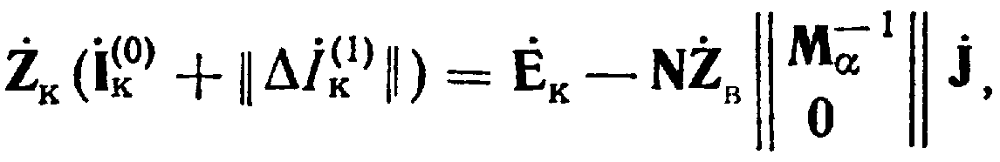 Ż_к (İ_к^(0) + ‖Δİ_к^(1)‖) = Ė_к — NŻ_в ‖ M_α^—1 ‖ J̇,
0